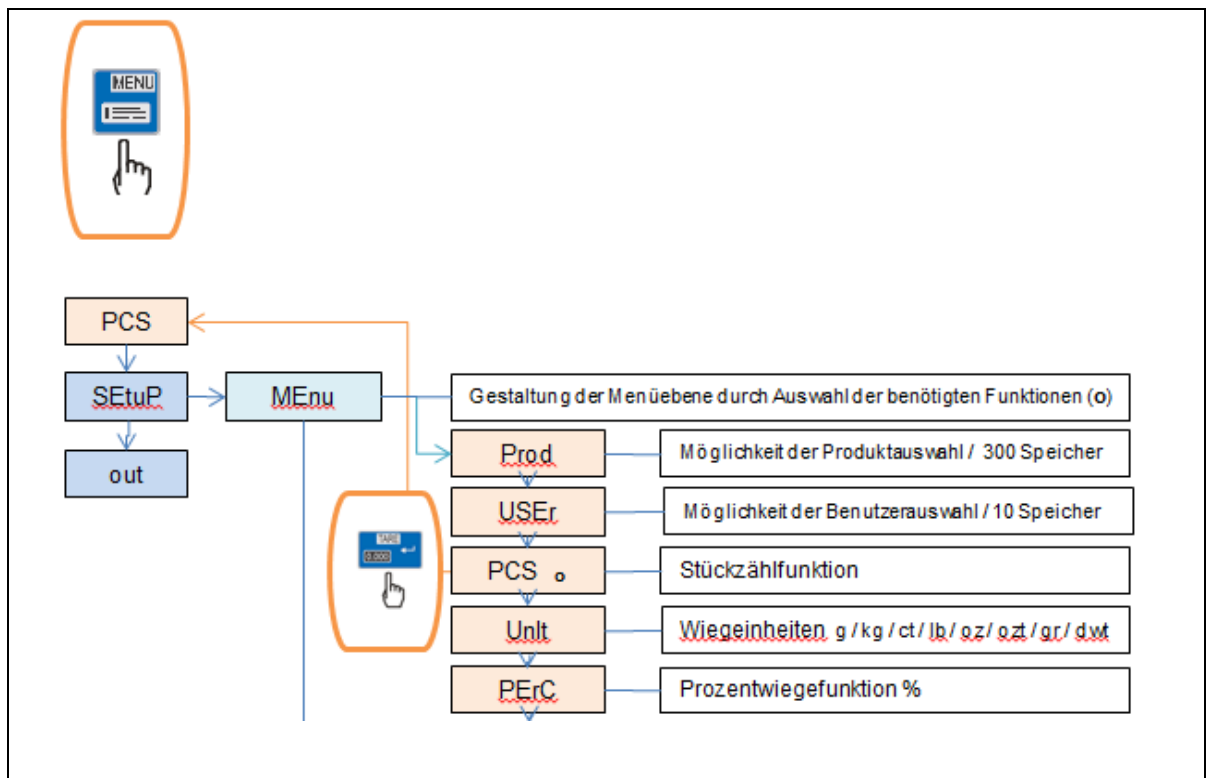 MENU
PCS
SEtuP
MEnu
Gestaltung der Menüebene durch Auswahl der benötigten Funktionen (o)
out
Prod
Möglichkeit der Produktauswahl / 300 Speicher
USEr
Möglichkeit der Benutzerauswahl / 10 Speicher
TARE
0.000
PCS o
Stückzählfunktion
UnIt
Wiegeinheiten g / kg / ct / lb / oz / ozt / gr / dwt
PErC
Prozentwiegefunktion %